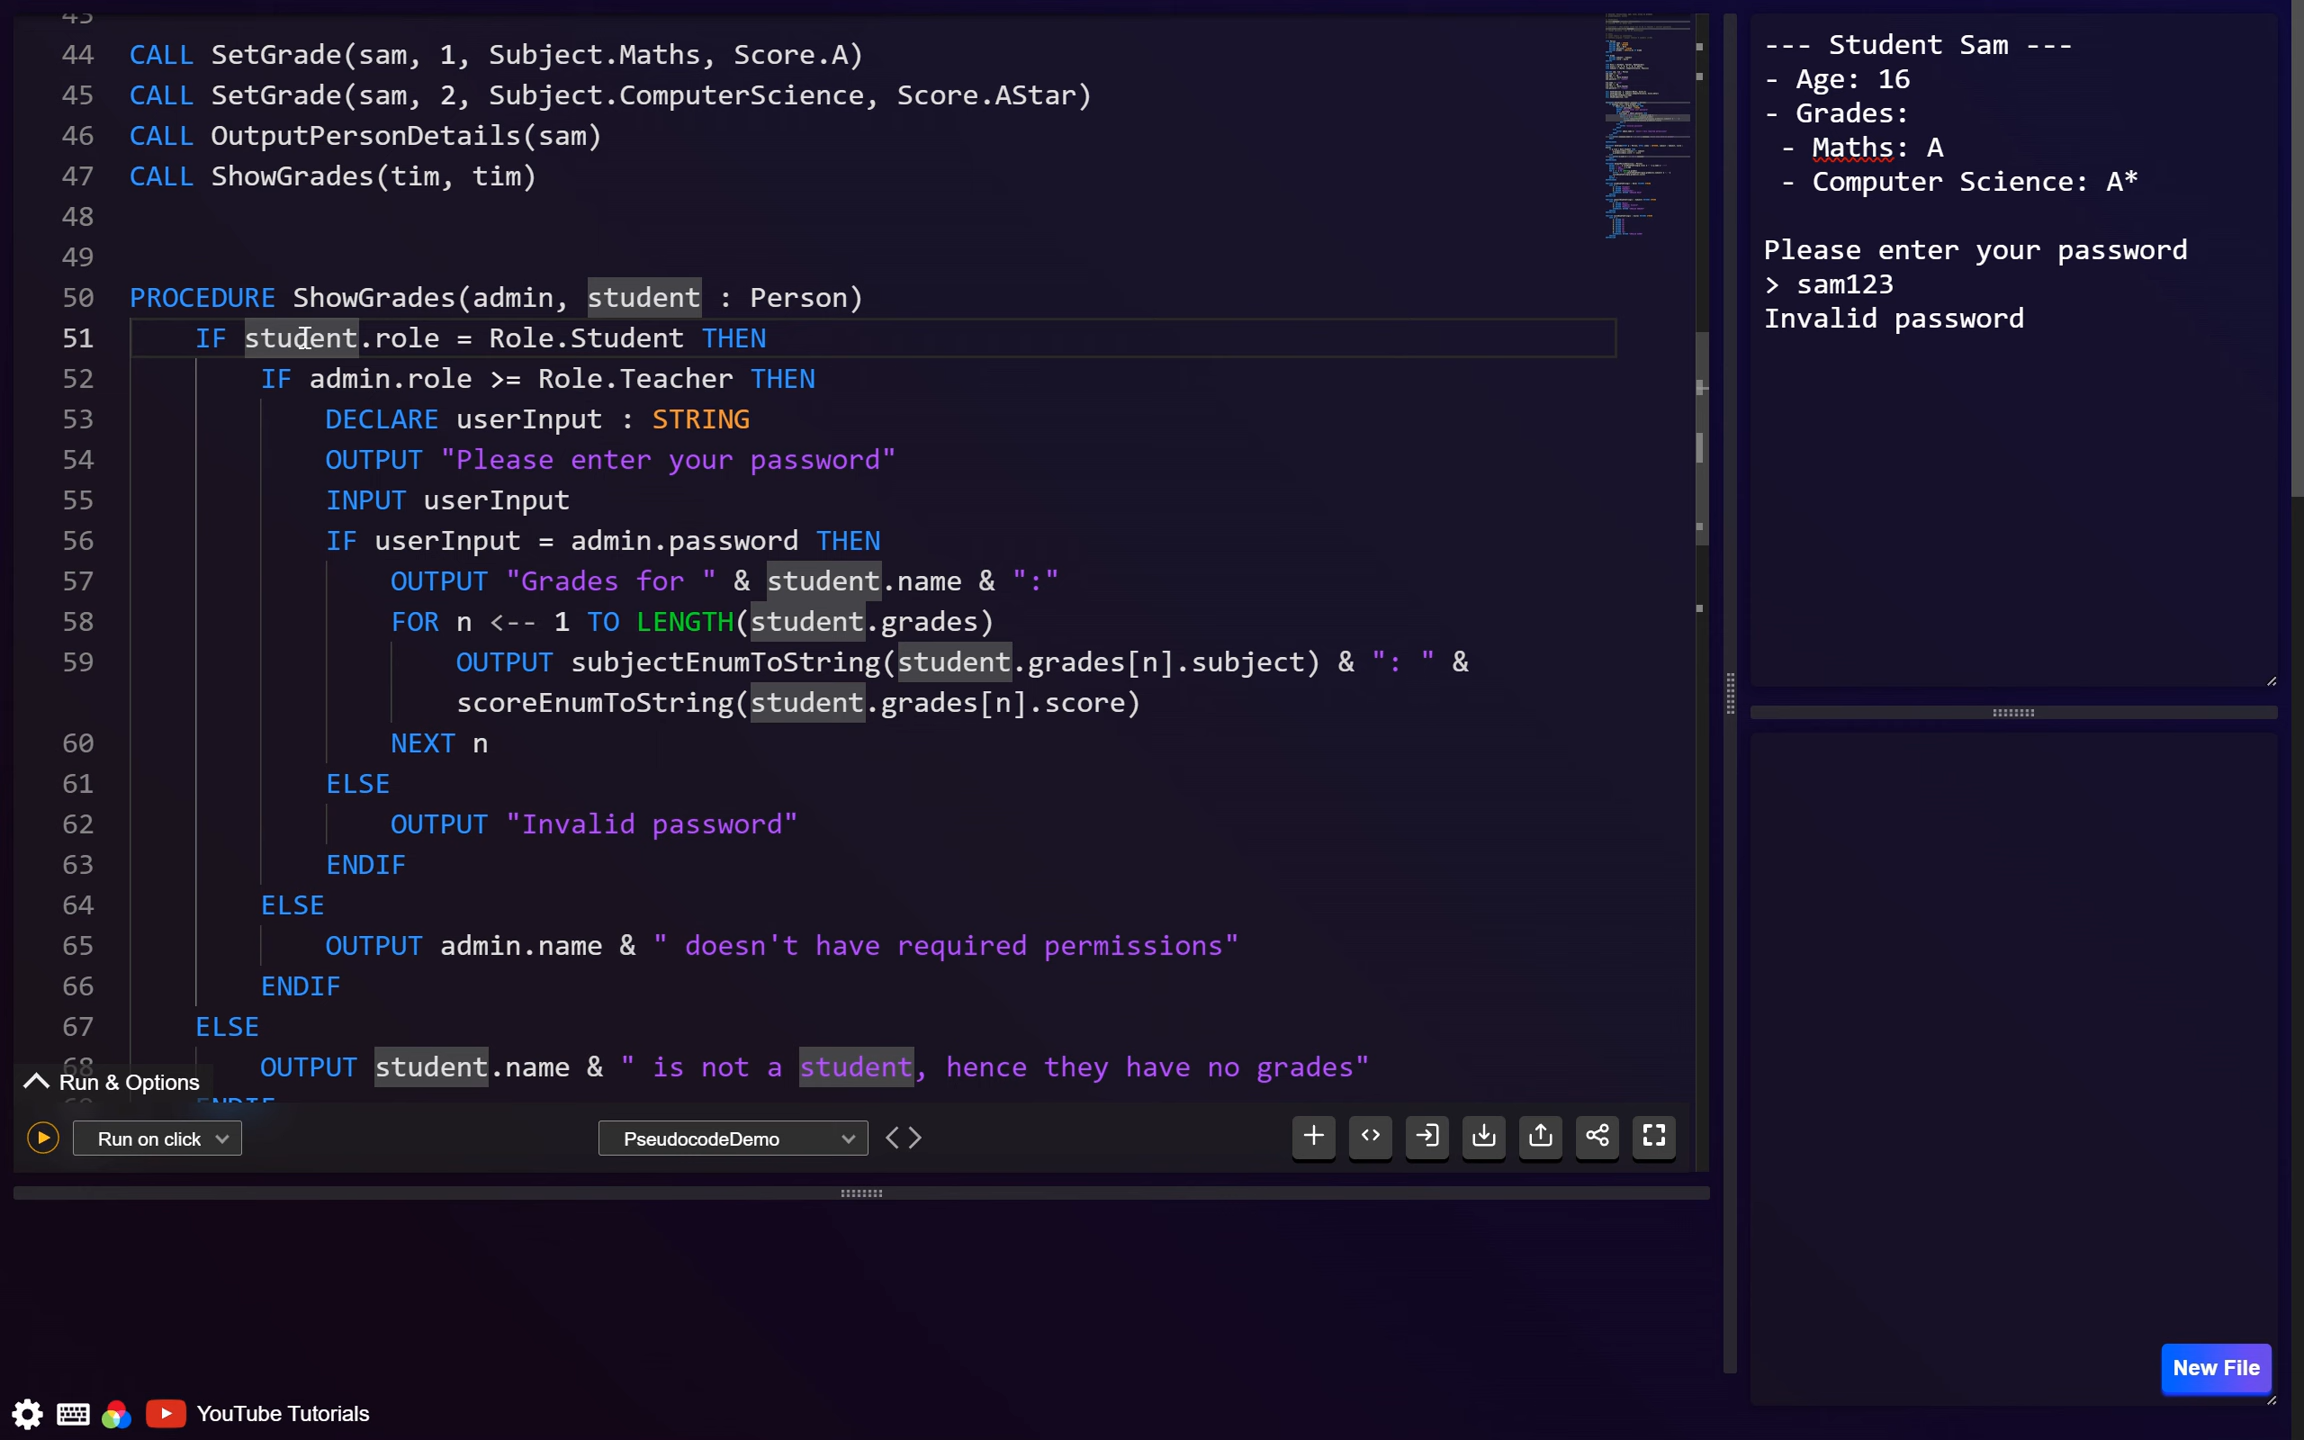 43
44 CALL SetGrade(sam, 1, Subject.Maths, Score.A)
45 CALL SetGrade(sam, 2, Subject.ComputerScience, Score.AStar)
46 CALL OutputPersonDetails(sam)
47 CALL ShowGrades(tim, tim)
48
49
50 PROCEDURE ShowGrades(admin, student : Person)
51 IF student.role = Role.Student THEN
52 IF admin.role >= Role.Teacher THEN
53 DECLARE userInput : STRING
54 OUTPUT "Please enter your password"
55 INPUT userInput
56 IF userInput = admin.password THEN
57 OUTPUT "Grades for " & student.name & ":"
58 FOR n <-- 1 TO LENGTH(student.grades)
59 OUTPUT subjectEnumToString(student.grades[n].subject) & ": " &
scoreEnumToString(student.grades[n].score)
60 NEXT n
61 ELSE
62 OUTPUT "Invalid password"
63 ENDIF
64 ELSE
65 OUTPUT admin.name & " doesn't have required permissions"
66 ENDIF
67 ELSE
68 OUTPUT student.name & " is not a student, hence they have no grades"
69 ENDIF
Run & Options
Run on click
PseudocodeDemo
YouTube Tutorials
--- Student Sam ---
- Age: 16
- Grades:
- Maths: A
- Computer Science: A*
Please enter your password
> sam123
Invalid password
New File